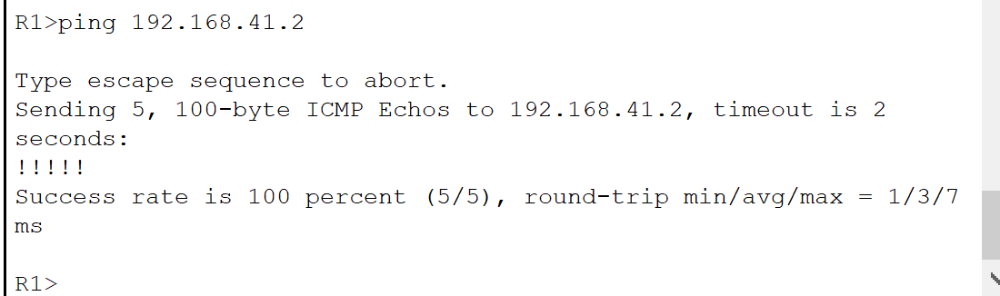 R1>ping 192.168.41.2
Type escape sequence to abort.
Sending 5, 100-byte ICMP Echos to 192.168.41.2, timeout is 2
seconds:
!!!!!
Success rate is 100 percent (5/5), round-trip min/avg/max = 1/3/7
ms
R1>